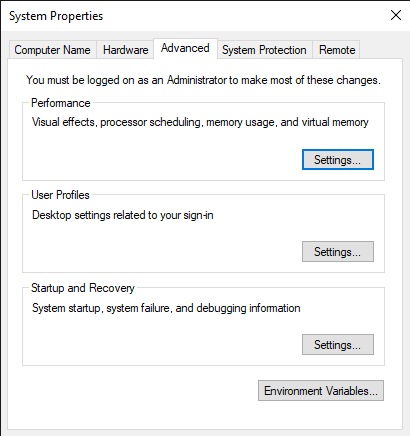 System Properties
Computer Name Hardware Advanced System Protection Remote
You must be logged on as an Administrator to make most of these changes.
Performance
Visual effects, processor scheduling, memory usage, and virtual memory
Settings...
User Profiles
Desktop settings related to your sign-in
Settings...
Startup and Recovery
System startup, system failure, and debugging information
Settings...
Environment Variables...